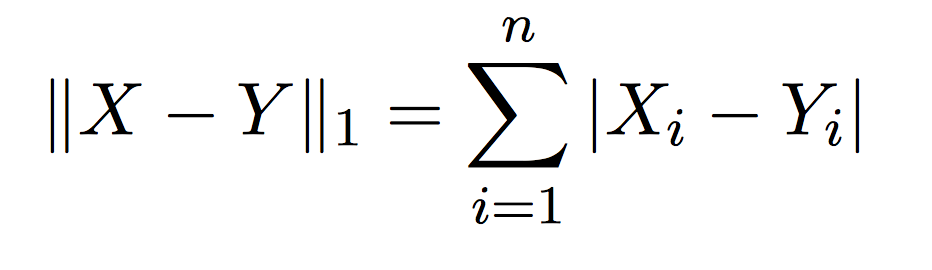 ‖X − Y‖₁ = ∑ᵢ₌₁ⁿ |Xᵢ − Yᵢ|